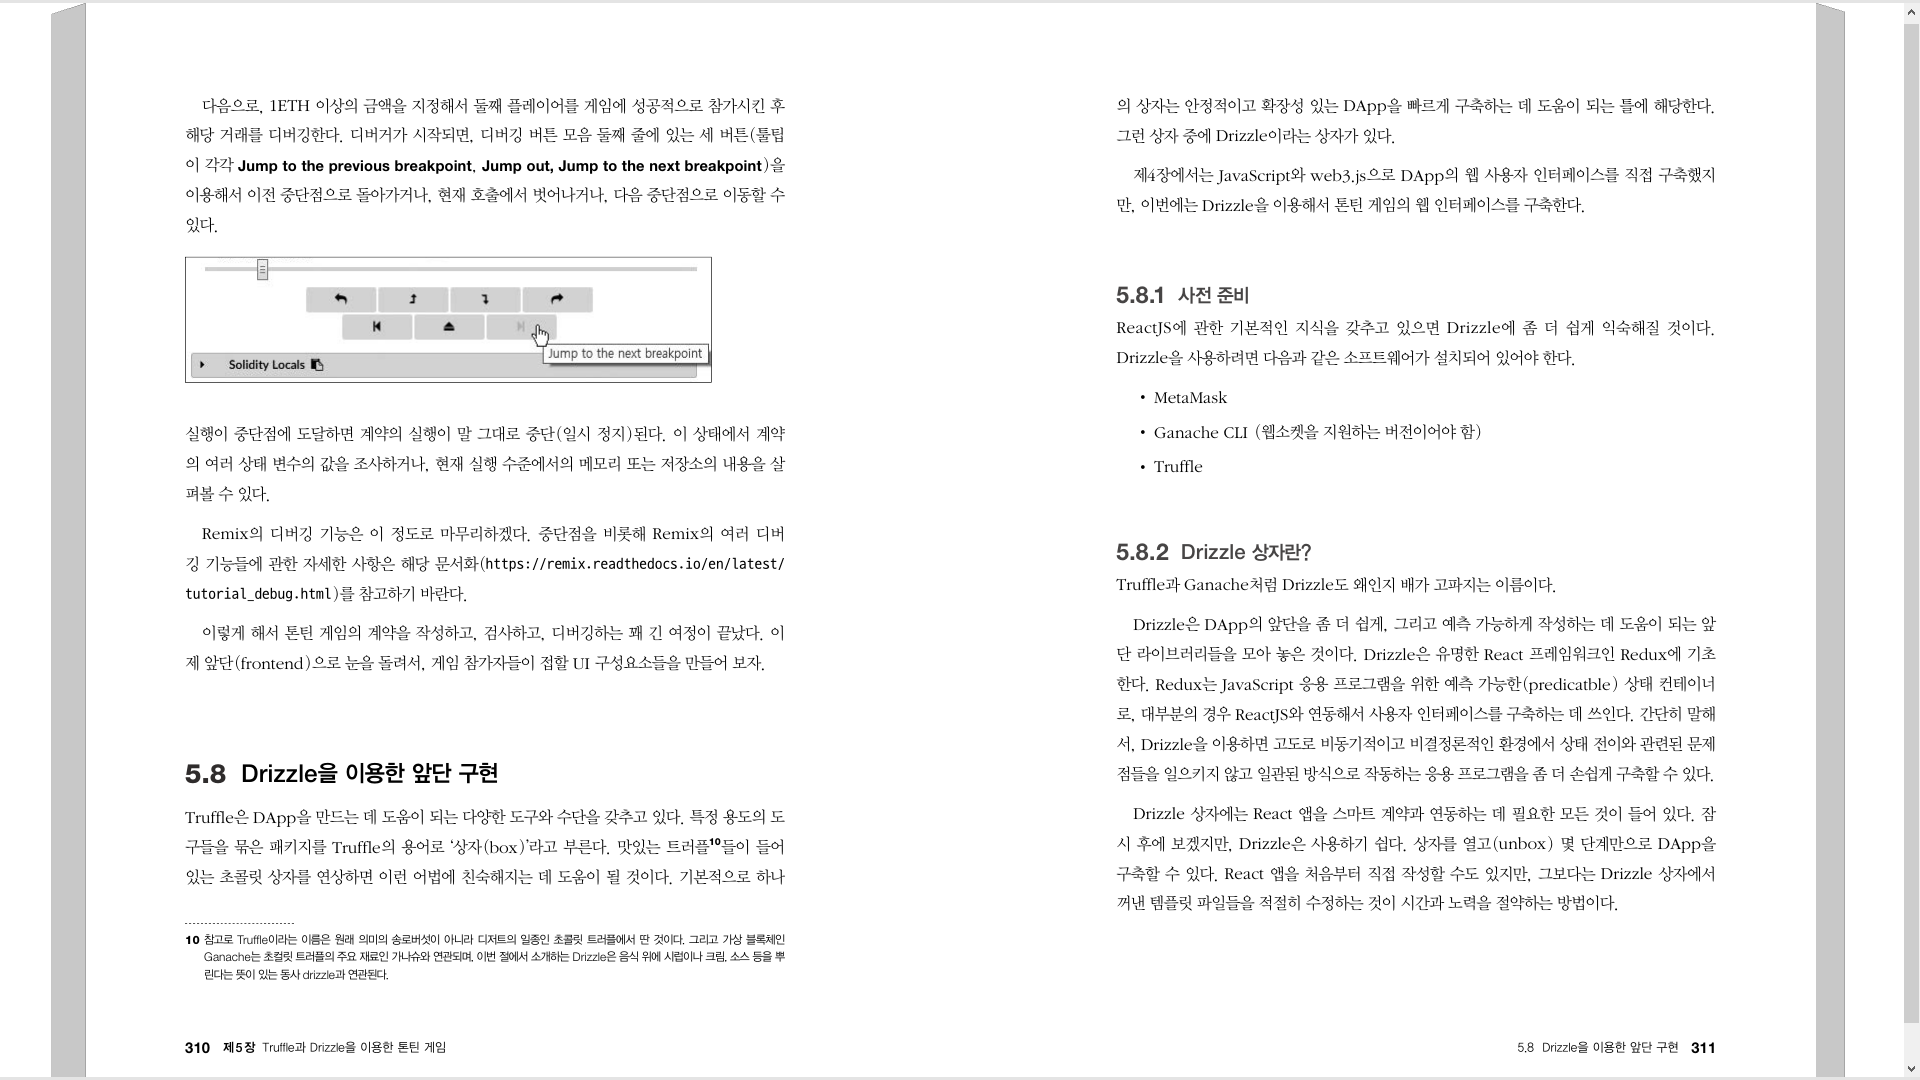 다음으로, 1ETH 이상의 금액을 지정해서 둘째 플레이어를 게임에 성공적으로 참가시킨 후
해당 거래를 디버깅한다. 디버거가 시작되면, 디버깅 버튼 모음 둘째 줄에 있는 세 버튼(툴팁
이 각각 Jump to the previous breakpoint, Jump out, Jump to the next breakpoint)을
이용해서 이전 중단점으로 돌아가거나, 현재 호출에서 벗어나거나, 다음 중단점으로 이동할 수
있다.
Jump to the next breakpoint
Solidity Locals
실행이 중단점에 도달하면 계약의 실행이 말 그대로 중단(일시 정지)된다. 이 상태에서 계약
의 여러 상태 변수의 값을 조사하거나, 현재 실행 수준에서의 메모리 또는 저장소의 내용을 살
펴볼 수 있다.
Remix의 디버깅 기능은 이 정도로 마무리하겠다. 중단점을 비롯해 Remix의 여러 디버
깅 기능들에 관한 자세한 사항은 해당 문서화(https://remix.readthedocs.io/en/latest/
tutorial_debug.html)를 참고하기 바란다.
이렇게 해서 톤틴 게임의 계약을 작성하고, 검사하고, 디버깅하는 꽤 긴 여정이 끝났다. 이
제 앞단(frontend)으로 눈을 돌려서, 게임 참가자들이 접할 UI 구성요소들을 만들어 보자.
5.8 Drizzle을 이용한 앞단 구현
Truffle은 DApp을 만드는 데 도움이 되는 다양한 도구와 수단을 갖추고 있다. 특정 용도의 도
구들을 묶은 패키지를 Truffle의 용어로 ‘상자(box)’라고 부른다. 맛있는 트러플10들이 들어
있는 초콜릿 상자를 연상하면 이런 어법에 친숙해지는 데 도움이 될 것이다. 기본적으로 하나
10 참고로 Truffle이라는 이름은 원래 의미의 송로버섯이 아니라 디저트의 일종인 초콜릿 트러플에서 딴 것이다. 그리고 가상 블록체인
Ganache는 초컬릿 트러플의 주요 재료인 가나슈와 연관되며, 이번 절에서 소개하는 Drizzle은 음식 위에 시럽이나 크림, 소스 등을 뿌
린다는 뜻이 있는 동사 drizzle과 연관된다.
310 제5장 Truffle과 Drizzle을 이용한 톤틴 게임
의 상자는 안정적이고 확장성 있는 DApp을 빠르게 구축하는 데 도움이 되는 틀에 해당한다.
그런 상자 중에 Drizzle이라는 상자가 있다.
제4장에서는 JavaScript와 web3.js으로 DApp의 웹 사용자 인터페이스를 직접 구축했지
만, 이번에는 Drizzle을 이용해서 톤틴 게임의 웹 인터페이스를 구축한다.
5.8.1 사전 준비
ReactJS에 관한 기본적인 지식을 갖추고 있으면 Drizzle에 좀 더 쉽게 익숙해질 것이다.
Drizzle을 사용하려면 다음과 같은 소프트웨어가 설치되어 있어야 한다.
• MetaMask
• Ganache CLI (웹소켓을 지원하는 버전이어야 함)
• Truffle
5.8.2 Drizzle 상자란?
Truffle과 Ganache처럼 Drizzle도 왜인지 배가 고파지는 이름이다.
Drizzle은 DApp의 앞단을 좀 더 쉽게, 그리고 예측 가능하게 작성하는 데 도움이 되는 앞
단 라이브러리들을 모아 놓은 것이다. Drizzle은 유명한 React 프레임워크인 Redux에 기초
한다. Redux는 JavaScript 응용 프로그램을 위한 예측 가능한(predicatble) 상태 컨테이너
로, 대부분의 경우 ReactJS와 연동해서 사용자 인터페이스를 구축하는 데 쓰인다. 간단히 말해
서, Drizzle을 이용하면 고도로 비동기적이고 비결정론적인 환경에서 상태 전이와 관련된 문제
점들을 일으키지 않고 일관된 방식으로 작동하는 응용 프로그램을 좀 더 손쉽게 구축할 수 있다.
Drizzle 상자에는 React 앱을 스마트 계약과 연동하는 데 필요한 모든 것이 들어 있다. 잠
시 후에 보겠지만, Drizzle은 사용하기 쉽다. 상자를 열고(unbox) 몇 단계만으로 DApp을
구축할 수 있다. React 앱을 처음부터 직접 작성할 수도 있지만, 그보다는 Drizzle 상자에서
꺼낸 템플릿 파일들을 적절히 수정하는 것이 시간과 노력을 절약하는 방법이다.
5.8 Drizzle을 이용한 앞단 구현 311